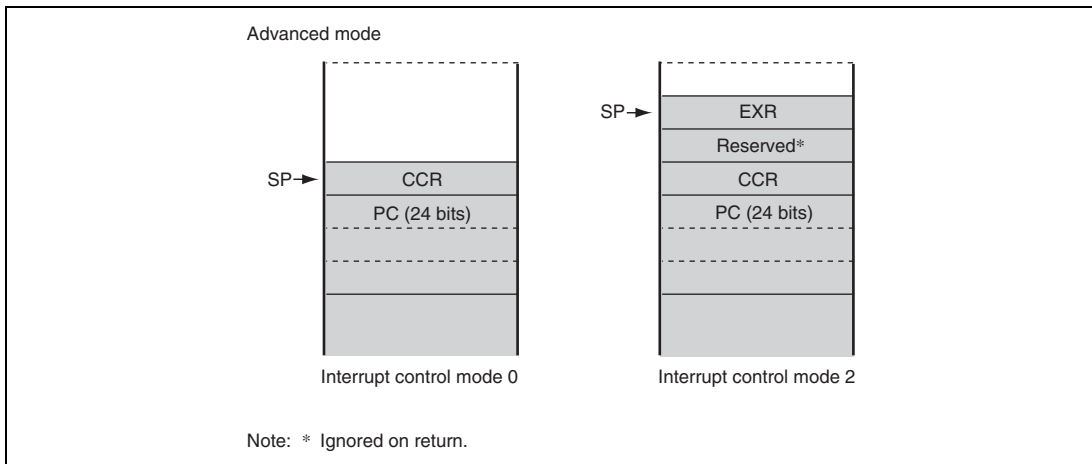 Advanced mode
SP
CCR
PC (24 bits)
Interrupt control mode 0
SP
EXR
Reserved*
CCR
PC (24 bits)
Interrupt control mode 2
Note: * Ignored on return.